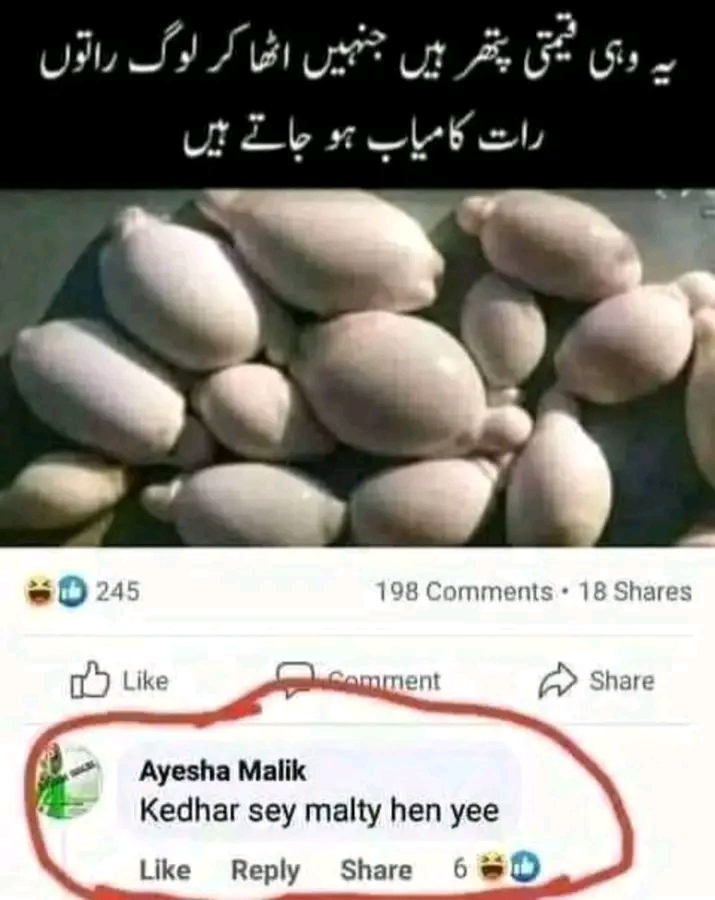 یہ وہی قیمتی پتھر ہیں جنہیں اٹھا کر لوگ راتوں
رات کامیاب ہو جاتے ہیں
245
198 Comments • 18 Shares
Like
Comment
Share
Ayesha Malik
Kedhar sey malty hen yee
Like Reply Share 6